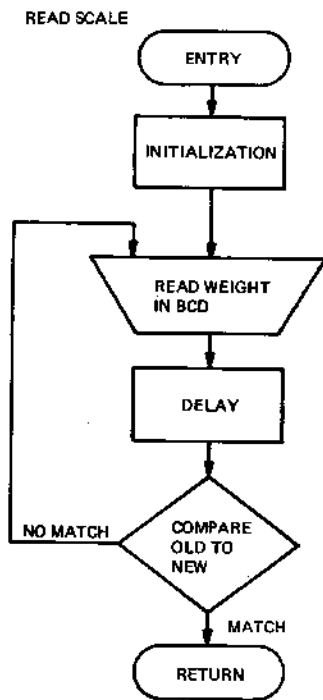 READ SCALE
ENTRY
INITIALIZATION
READ WEIGHT
IN BCD
DELAY
COMPARE
OLD TO
NEW
NO MATCH
MATCH
RETURN